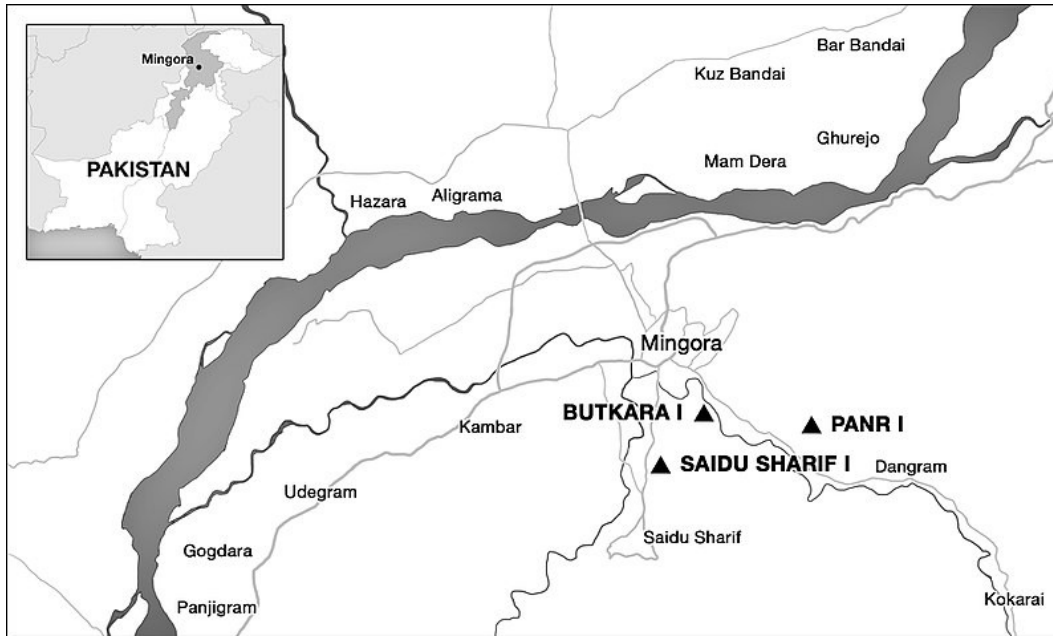 Mingora
PAKISTAN
Bar Bandai
Kuz Bandai
Ghurejo
Mam Dera
Hazara
Aligrama
Mingora
BUTKARA I
PANR I
Kambar
SAIDU SHARIF I
Dangram
Udegram
Saidu Sharif
Gogdara
Kokarai
Panjigram